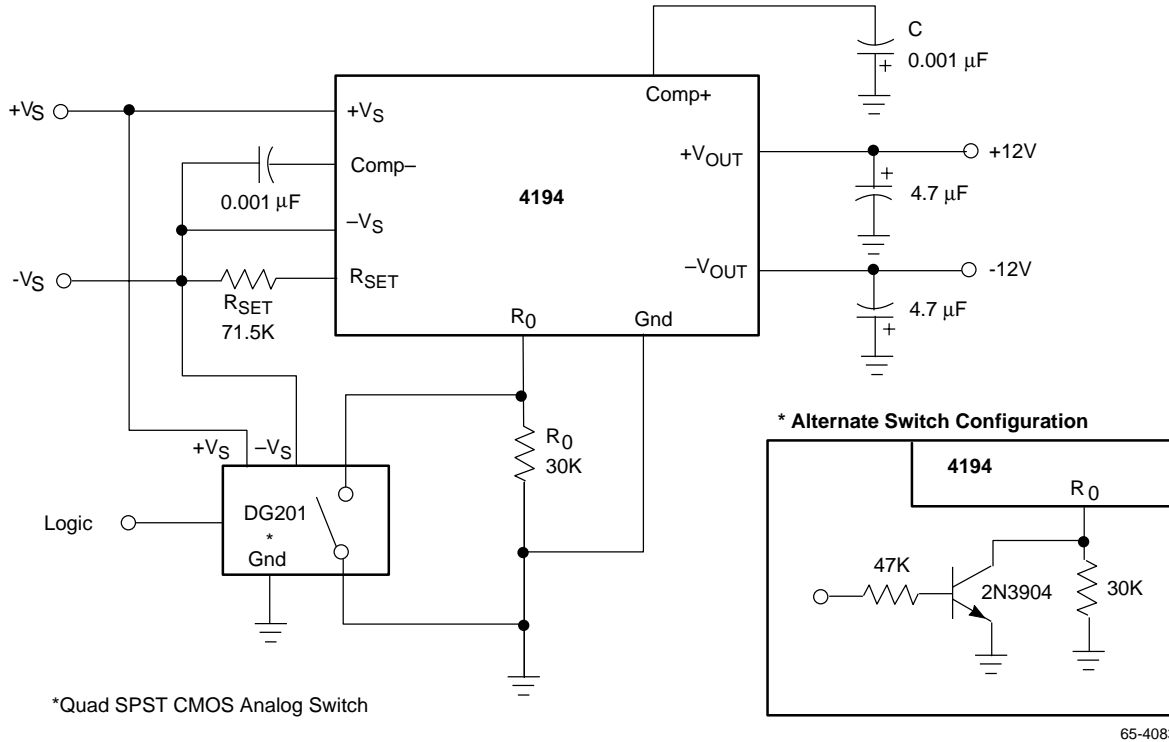 C
0.001 μF
Comp+
+VS
+VS
Comp–
+VOUT
+12V
0.001 μF
4194
4.7 μF
–VS
-VS
RSET
–VOUT
-12V
RSET
71.5K
R0
Gnd
4.7 μF
* Alternate Switch Configuration
+VS
–VS
R0
30K
4194
R0
Logic
DG201
*
Gnd
47K
2N3904
30K
*Quad SPST CMOS Analog Switch